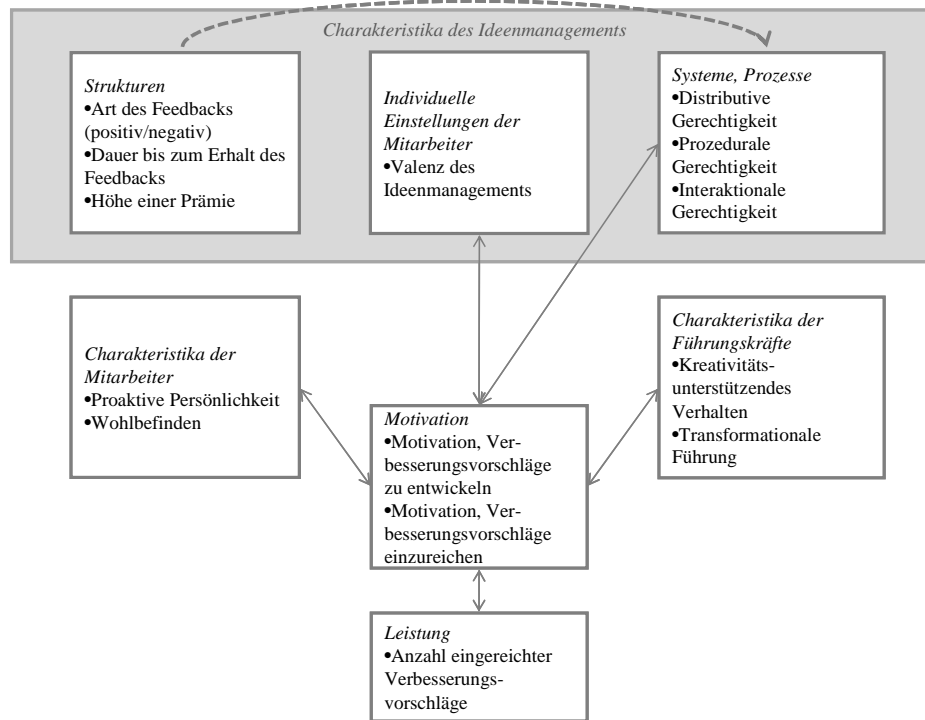 Charakteristika des Ideenmanagements
Strukturen
•Art des Feedbacks
(positiv/negativ)
•Dauer bis zum Erhalt des
Feedbacks
•Höhe einer Prämie
Individuelle
Einstellungen der
Mitarbeiter
•Valenz des
Ideenmanagements
Systeme, Prozesse
•Distributive
Gerechtigkeit
•Prozedurale
Gerechtigkeit
•Interaktionale
Gerechtigkeit
Charakteristika der
Mitarbeiter
•Proaktive Persönlichkeit
•Wohlbefinden
Motivation
•Motivation, Ver-
besserungsvorschläge
zu entwickeln
•Motivation, Ver-
besserungsvorschläge
einzureichen
Charakteristika der
Führungskräfte
•Kreativitäts-
unterstützendes
Verhalten
•Transformationale
Führung
Leistung
•Anzahl eingereichter
Verbesserungs-
vorschläge